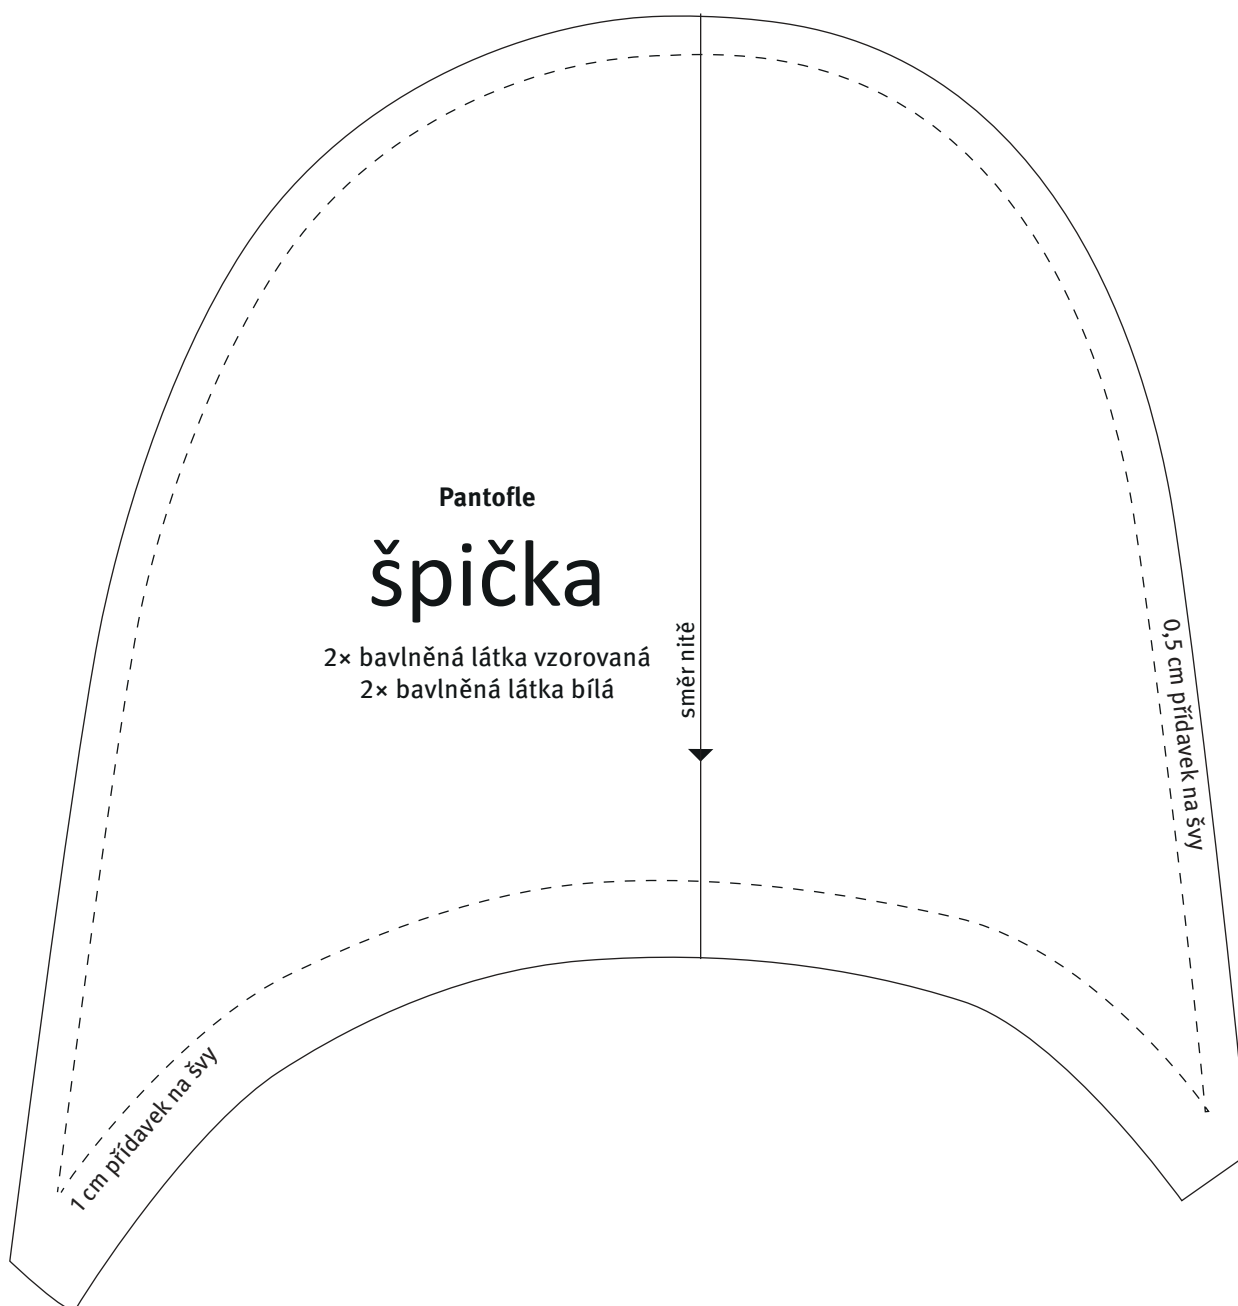 Pantofle
špička
2× bavlněná látka vzorovaná
2× bavlněná látka bílá
směr nitě
0,5 cm přídavek na švy
1 cm přídavek na švy